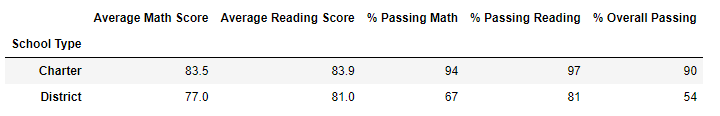 Average Math Score Average Reading Score % Passing Math % Passing Reading % Overall Passing
School Type
Charter 83.5 83.9 94 97 90
District 77.0 81.0 67 81 54